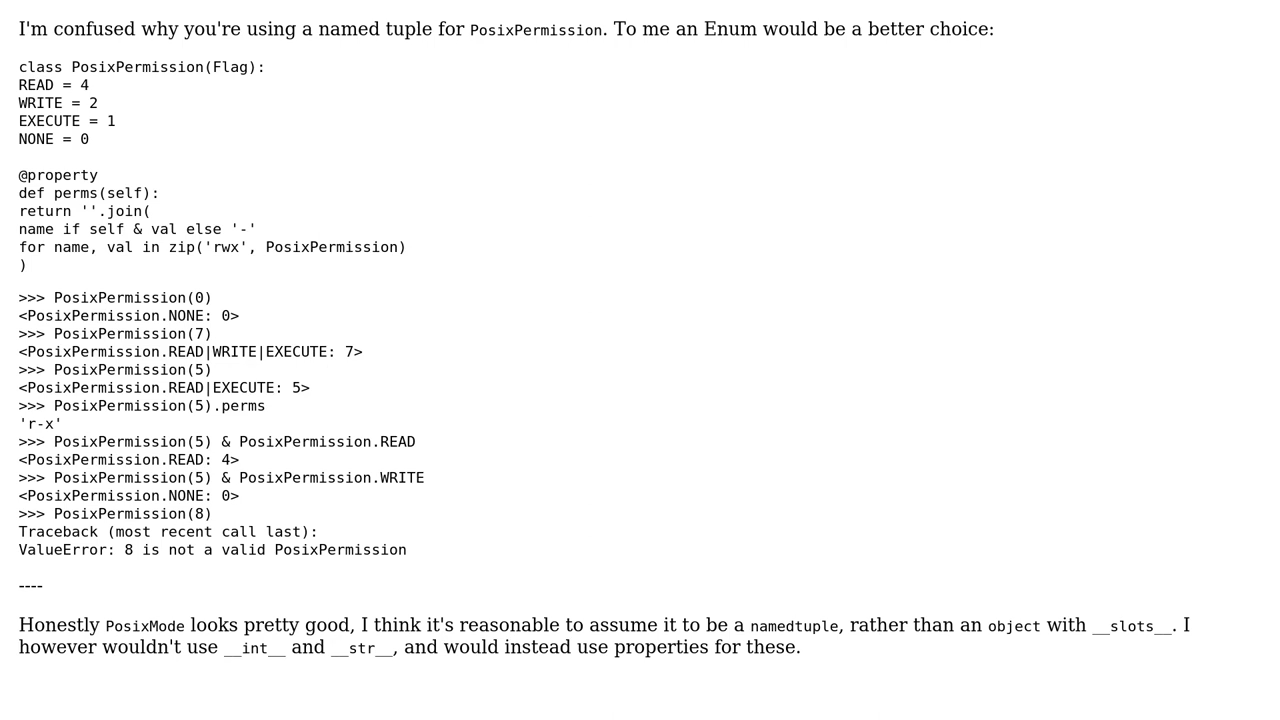 I'm confused why you're using a named tuple for PosixPermission. To me an Enum would be a better choice:
class PosixPermission(Flag):
READ = 4
WRITE = 2
EXECUTE = 1
NONE = 0
@property
def perms(self):
return ''.join(
name if self & val else '-'
for name, val in zip('rwx', PosixPermission)
)
>>> PosixPermission(0)
<PosixPermission.NONE: 0>
>>> PosixPermission(7)
<PosixPermission.READ|WRITE|EXECUTE: 7>
>>> PosixPermission(5)
<PosixPermission.READ|EXECUTE: 5>
>>> PosixPermission(5).perms
'r-x'
>>> PosixPermission(5) & PosixPermission.READ
<PosixPermission.READ: 4>
>>> PosixPermission(5) & PosixPermission.WRITE
<PosixPermission.NONE: 0>
>>> PosixPermission(8)
Traceback (most recent call last):
ValueError: 8 is not a valid PosixPermission
----
Honestly PosixMode looks pretty good, I think it's reasonable to assume it to be a namedtuple, rather than an object with __slots__. I
however wouldn't use __int__ and __str__, and would instead use properties for these.